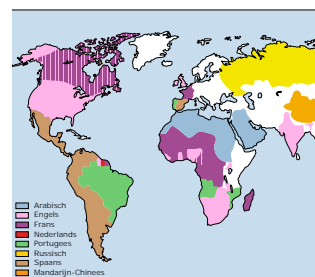 Arabisch
Engels
Frans
Nederlands
Portugees
Russisch
Spaans
Mandarijn-Chinees